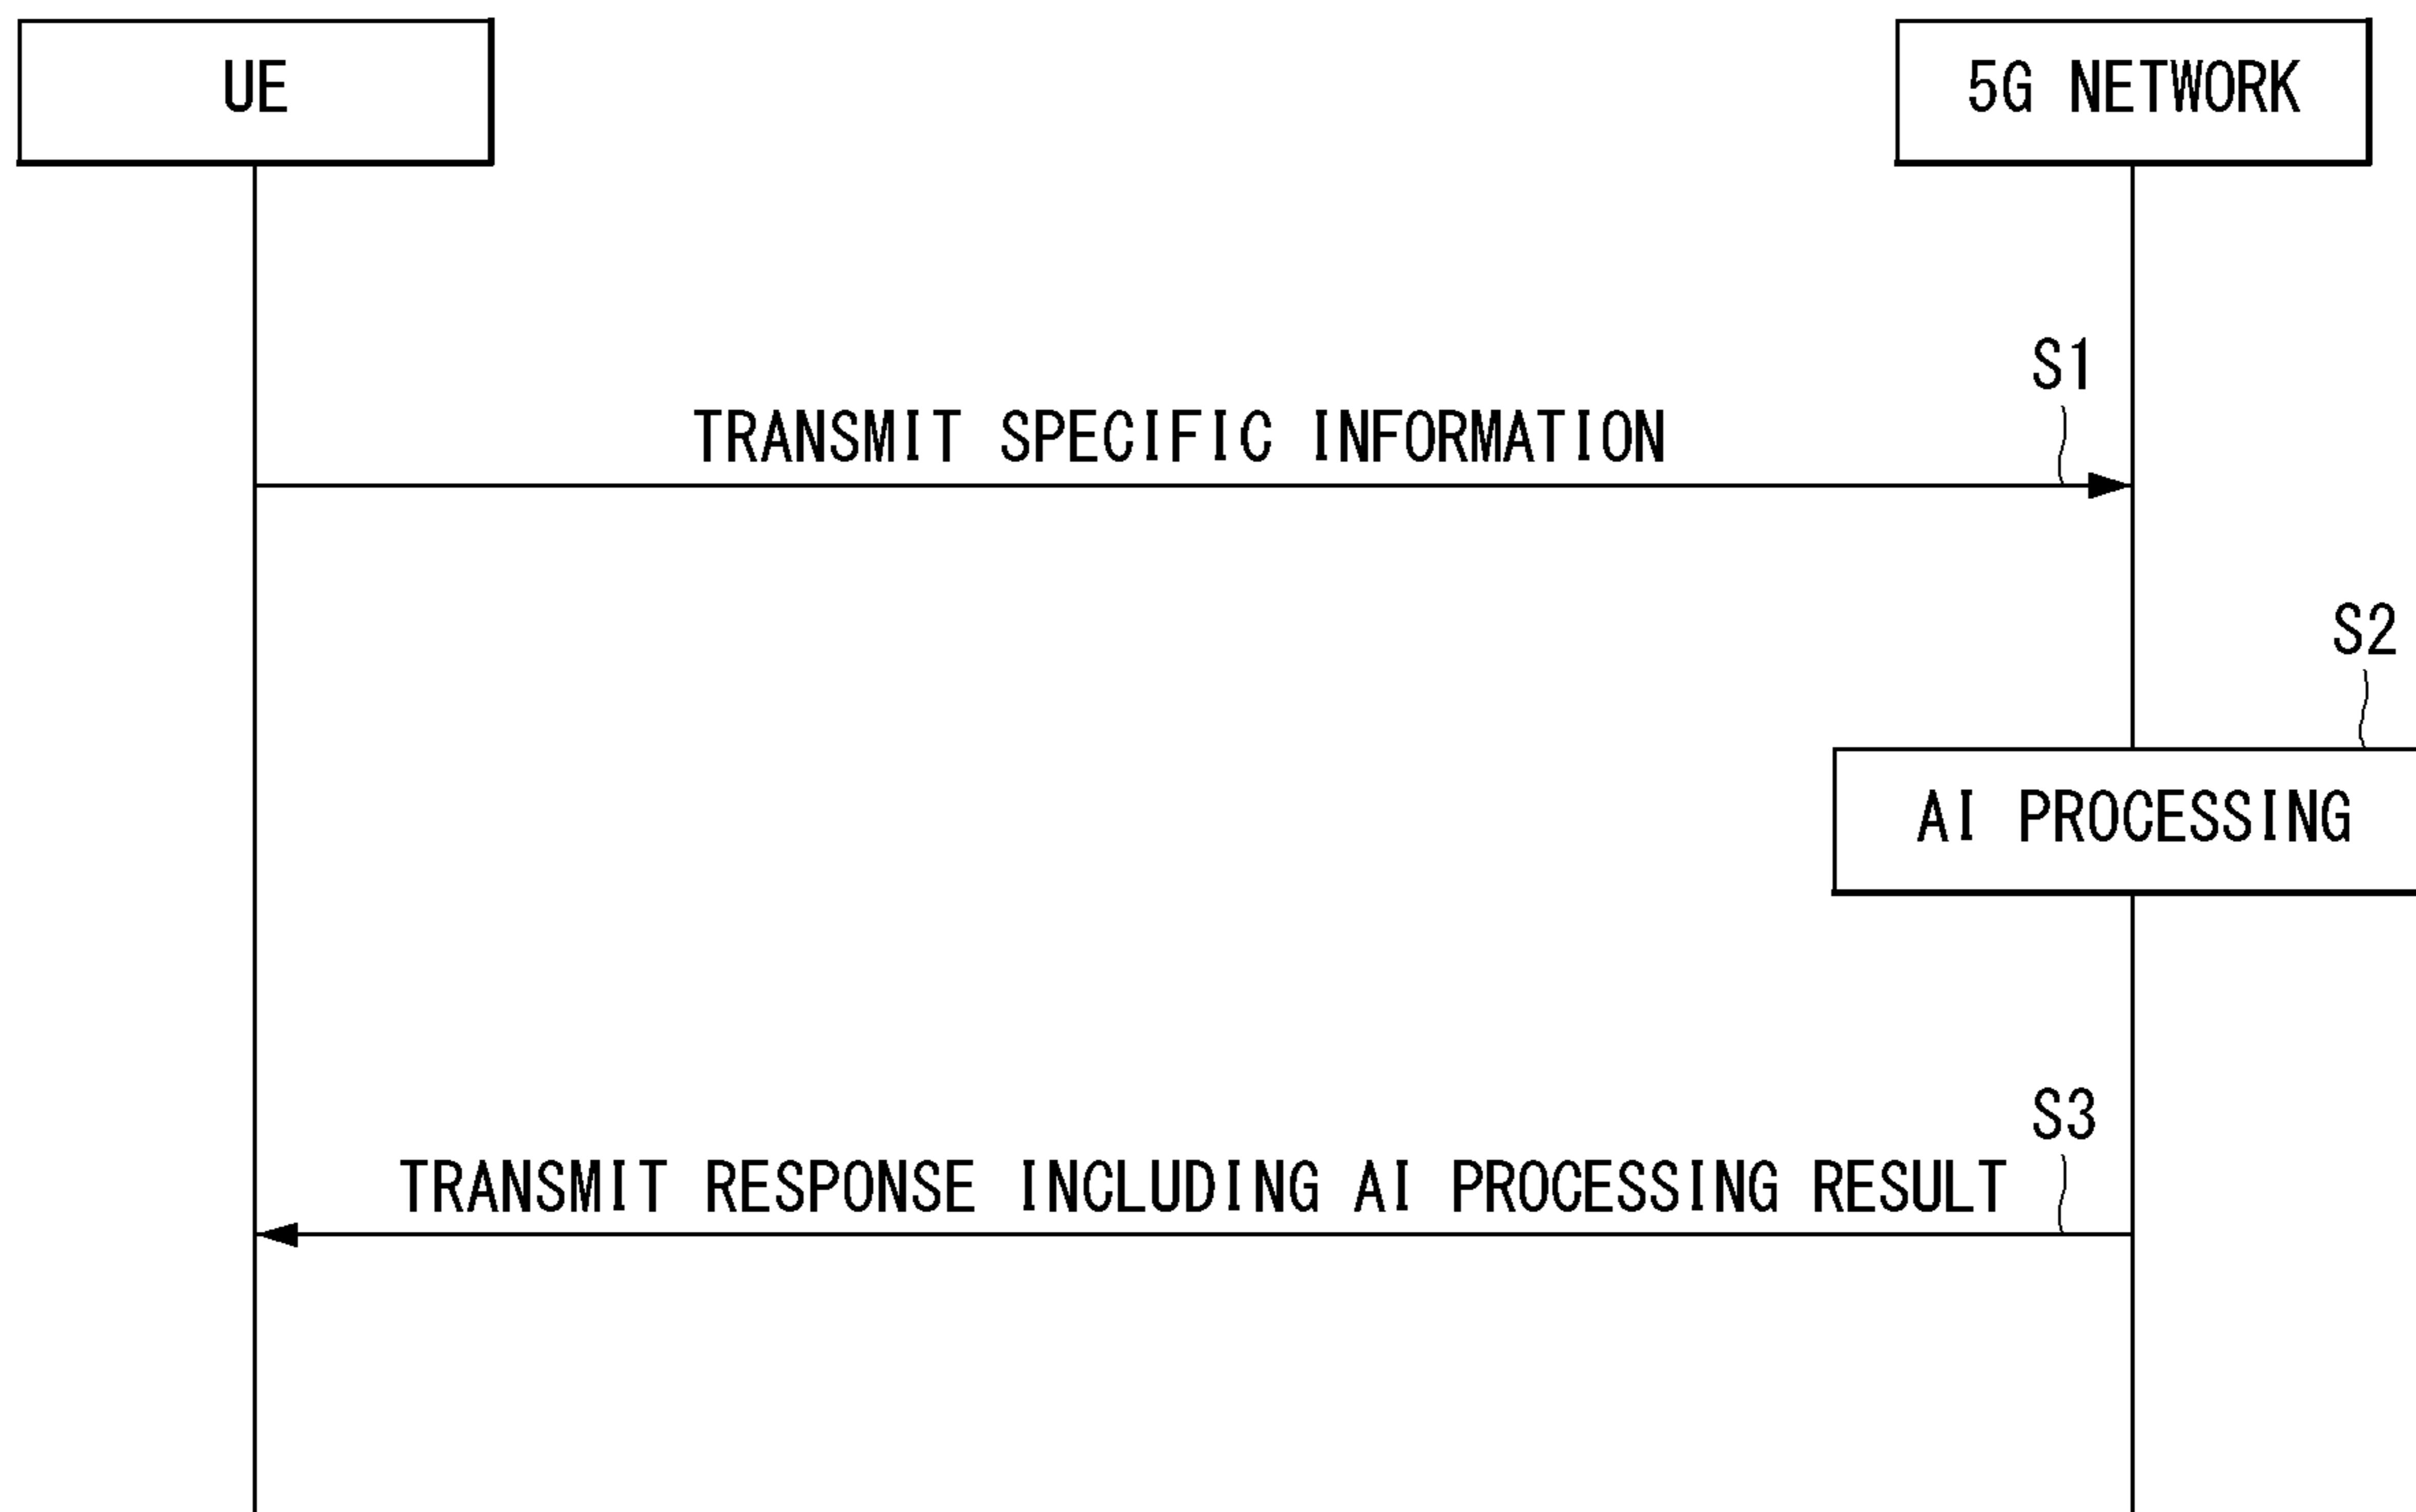 UE
5G NETWORK
S1
TRANSMIT SPECIFIC INFORMATION
S2
AI PROCESSING
S3
TRANSMIT RESPONSE INCLUDING AI PROCESSING RESULT